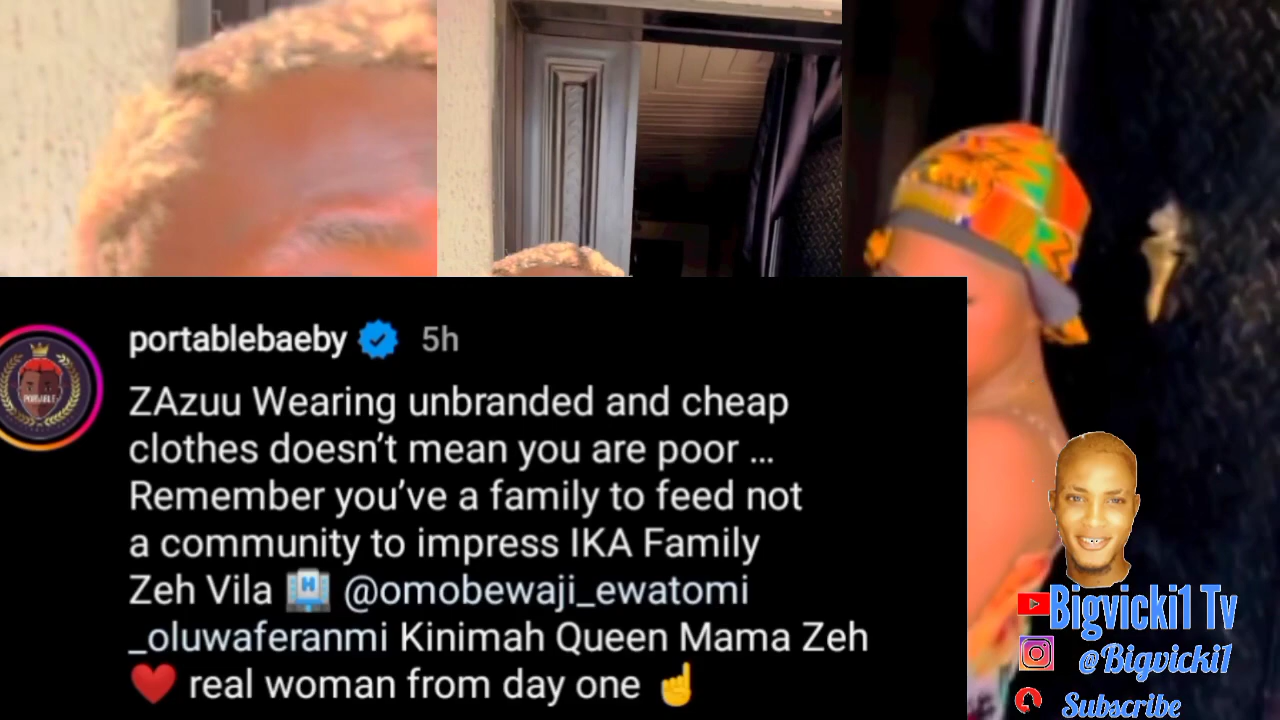 portablebaeby 5h
ZAzuu Wearing unbranded and cheap
clothes doesn't mean you are poor ...
Remember you've a family to feed not
a community to impress IKA Family
Zeh Vila 🏨 @omobewaji_ewatomi
_oluwaferanmi Kinimah Queen Mama Zeh
❤️ real woman from day one ☝️
PORTABLE
Bigvicki1 Tv
@Bigvicki1
Subscribe